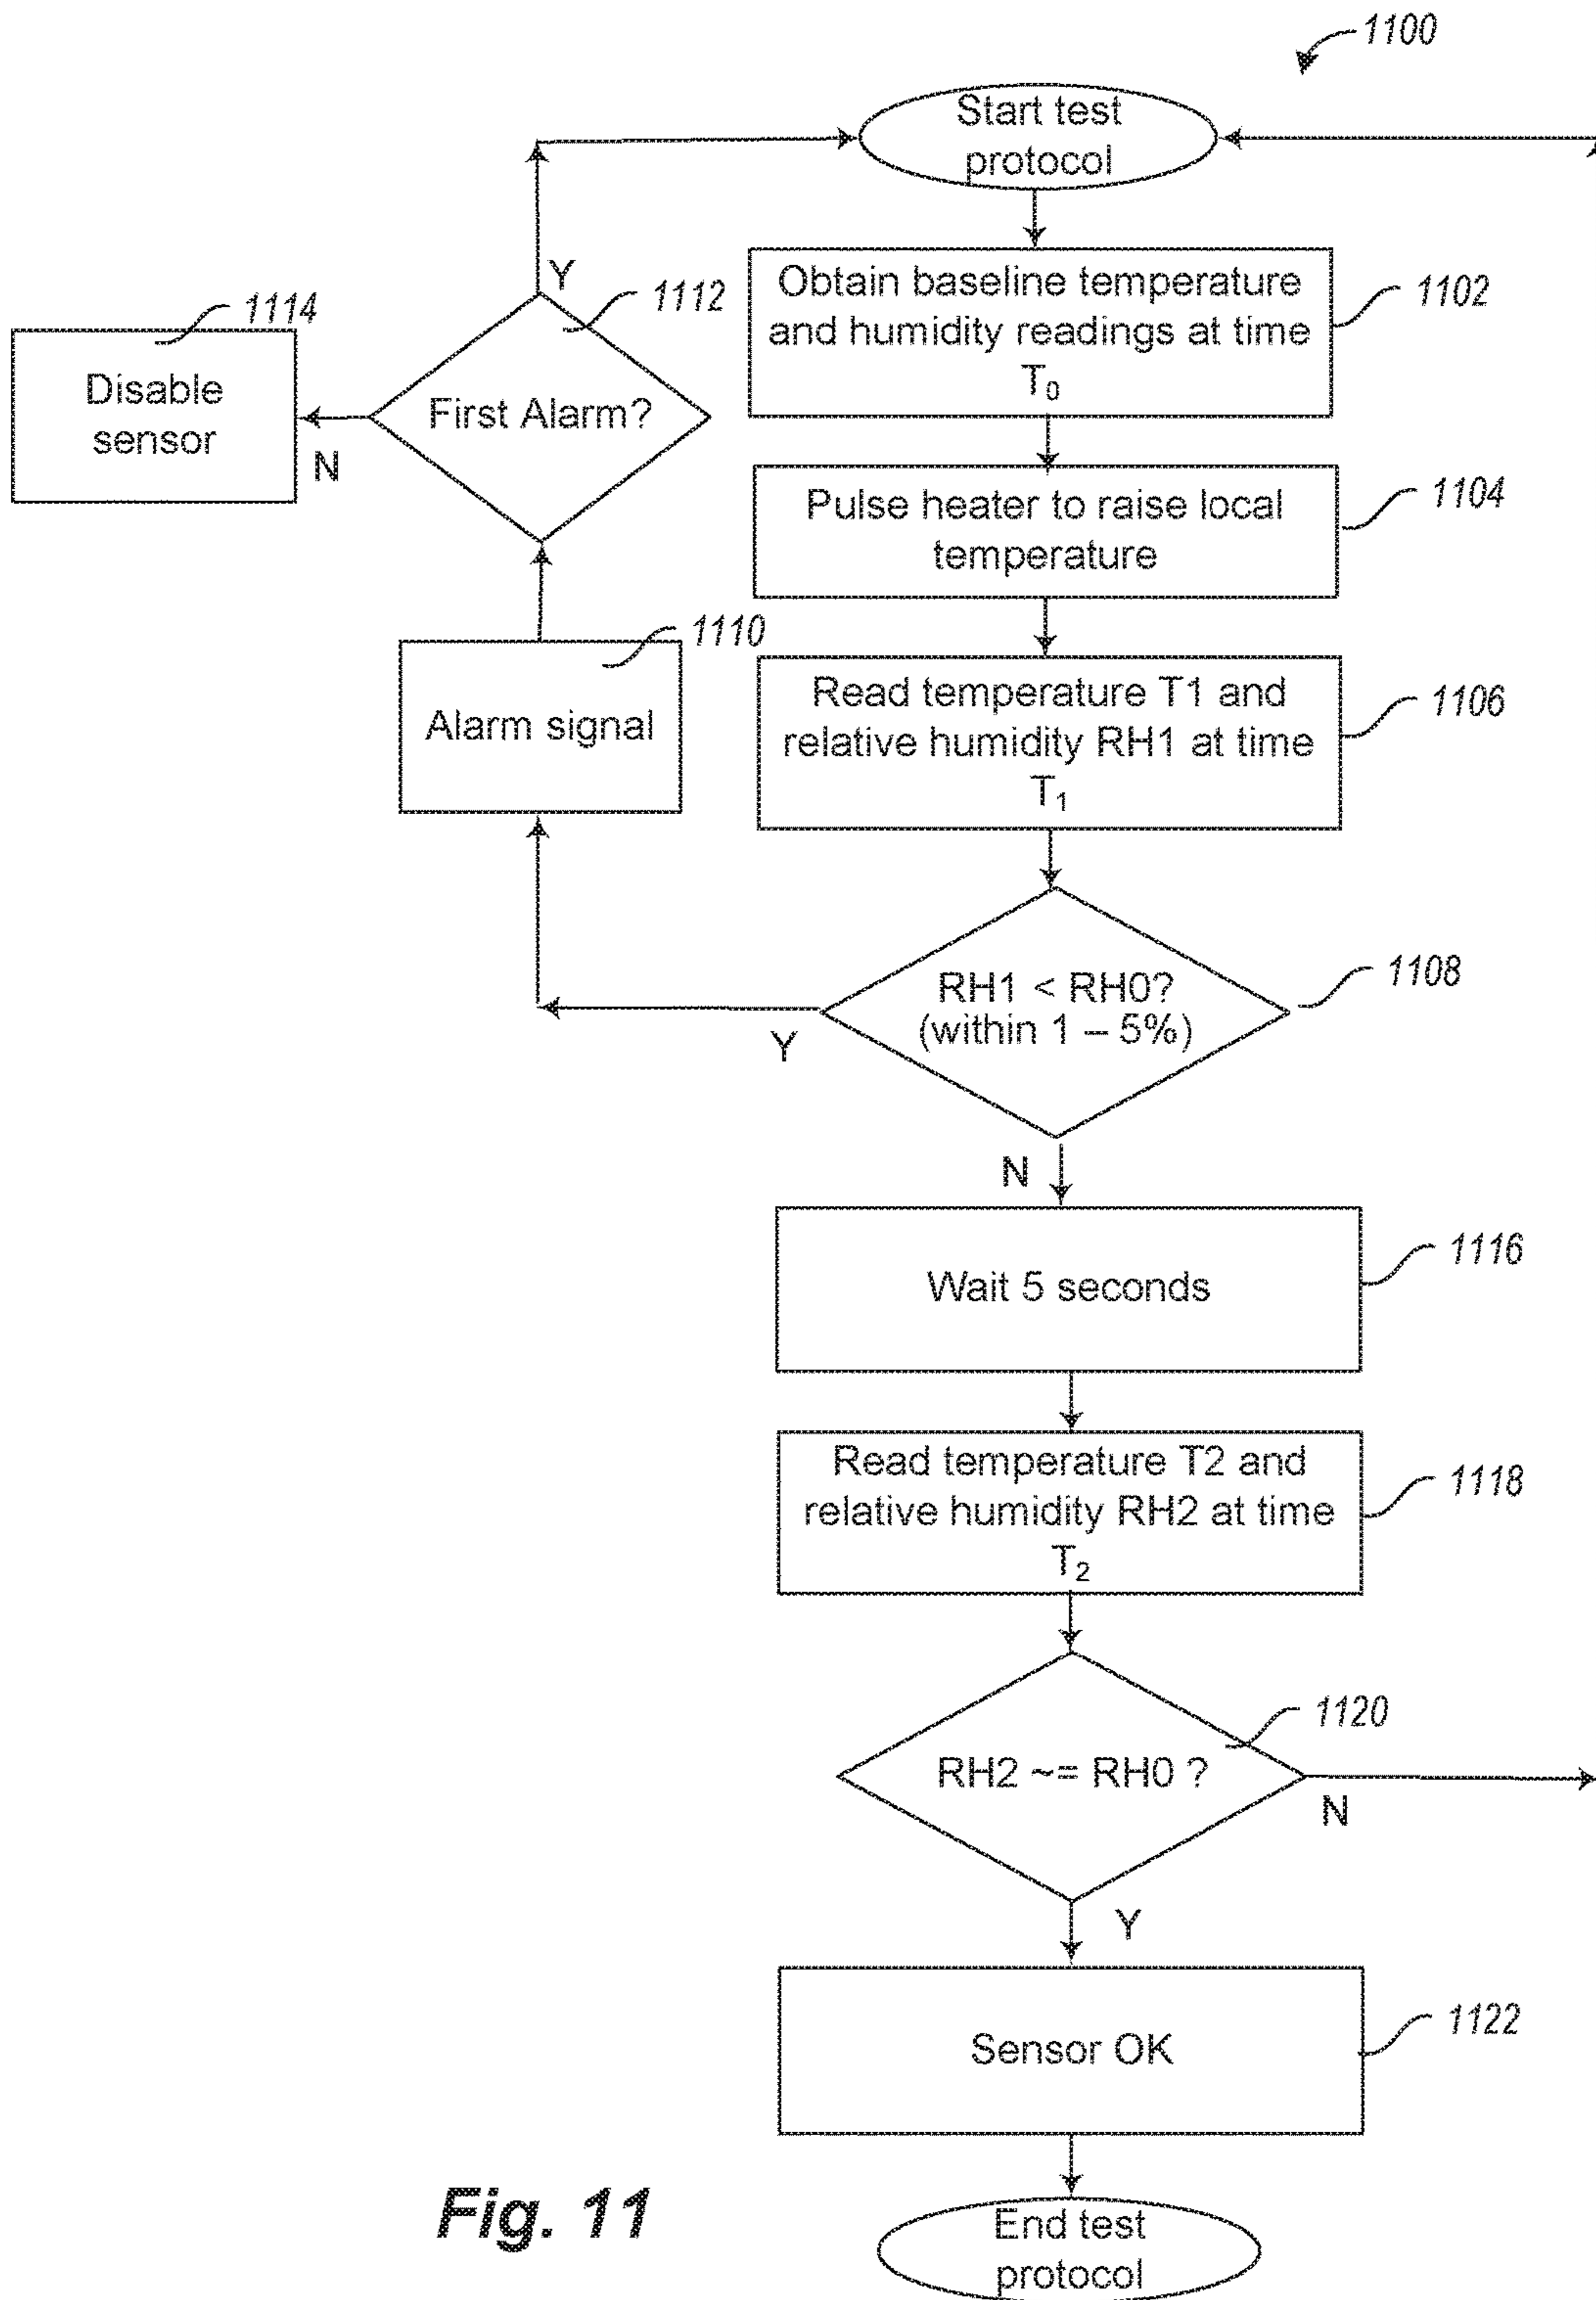 1100
Start test
protocol
Obtain baseline temperature
and humidity readings at time
T₀
1102
Y
1112
1114
Disable
sensor
First Alarm?
N
Pulse heater to raise local
temperature
1104
1110
Alarm signal
Read temperature T1 and
relative humidity RH1 at time
T₁
1106
RH1 < RH0?
(within 1 – 5%)
1108
Y
N
Wait 5 seconds
1116
Read temperature T2 and
relative humidity RH2 at time
T₂
1118
1120
RH2 ~= RH0 ?
N
Y
Sensor OK
1122
Fig. 11
End test
protocol